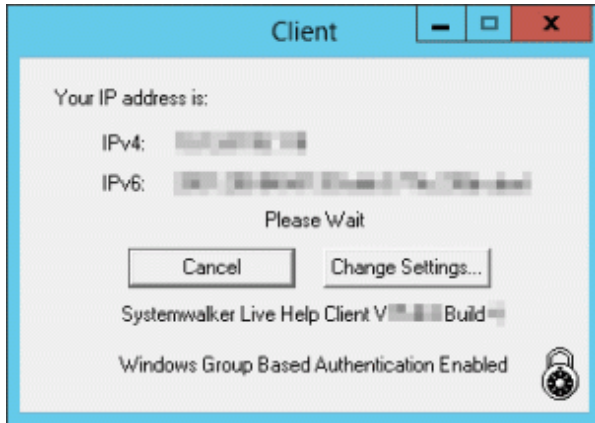 Client
Your IP address is:
IPv4:
IPv6:
Please Wait
Cancel
Change Settings...
Systemwalker Live Help Client V Build
Windows Group Based Authentication Enabled